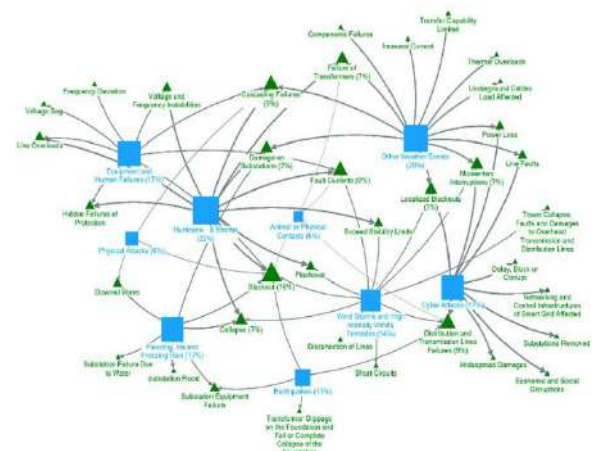 Transfer Capability
Limited
Components Failures
Increase Current
Failure of
Transformers (7%)
Thermal Overloads
Underground Cables
Load Affected
Frequency Deviation
Voltage and
Frequency Instabilities
Cascading Failures
(9%)
Voltage Sag
Power Loss
Line Overloads
Damage on
Substations (7%)
Other Weather Events
(20%)
Line Faults
Equipment and
Human Failures (17%)
Fault Currents (9%)
Momentary
Interruptions (7%)
Localized Blackouts
(7%)
Hidden Failures of
Protection
Hurricane & Storms
(22%)
Animal or Physical
Contacts (6%)
Exceed Stability Limits
Tower Collapse,
Faults and Damages
to Overhead
Transmission and
Distribution Lines
Physical Attacks (6%)
Flashover
Blackout (16%)
Delay, Block or
Corrupt
Downed Wires
Cyber Attacks (17%)
Networking and
Control Infrastructures
of Smart Grid Affected
Wind Storms and High
Intensity Winds,
Tornadoes (14%)
Collapse (7%)
Flooding, Ice and
Freezing Rain (17%)
Disconnection of Lines
Distribution and
Transmission Lines
Failures (9%)
Substations Removed
Substation Failure Due
to Water
Substation Flood
Short Circuits
Widespread Damages
Economic and Social
Disruptions
Substation Equipment
Failure
Earthquakes (11%)
Transformer Slippage
on the Foundation and
Fall or Complete
Collapse of the